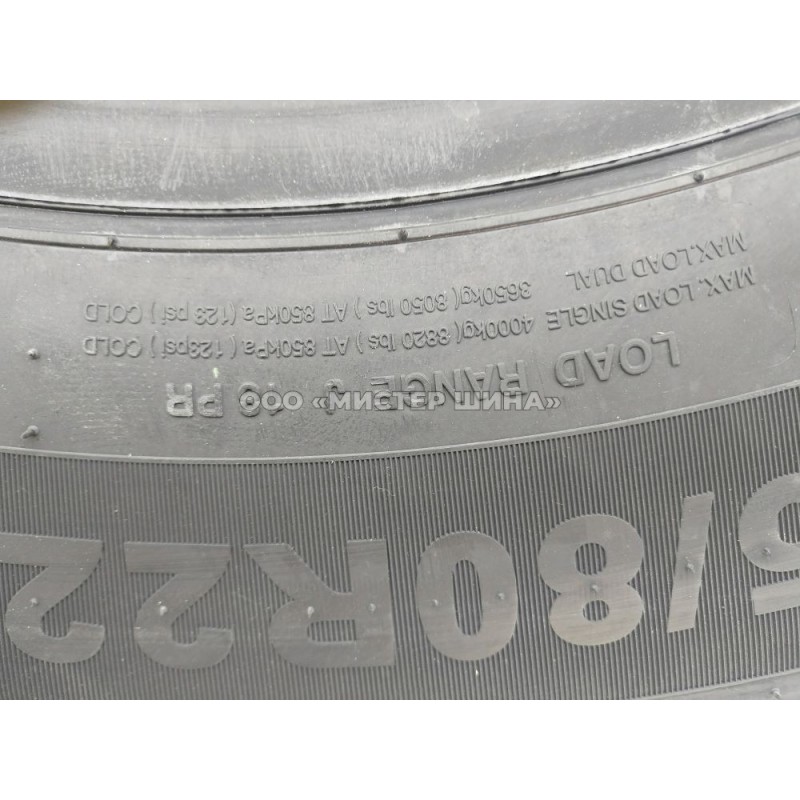 MAX.LOAD DUAL
3650kg( 8050 lbs ) AT 850kPa (123 psi ) COLD
MAX. LOAD SINGLE
4000kg( 8820 lbs ) AT 850kPa ( 123psi ) COLD
LOAD RANGE PR
ООО «МИСТЕР ШИНА»
5/80R22